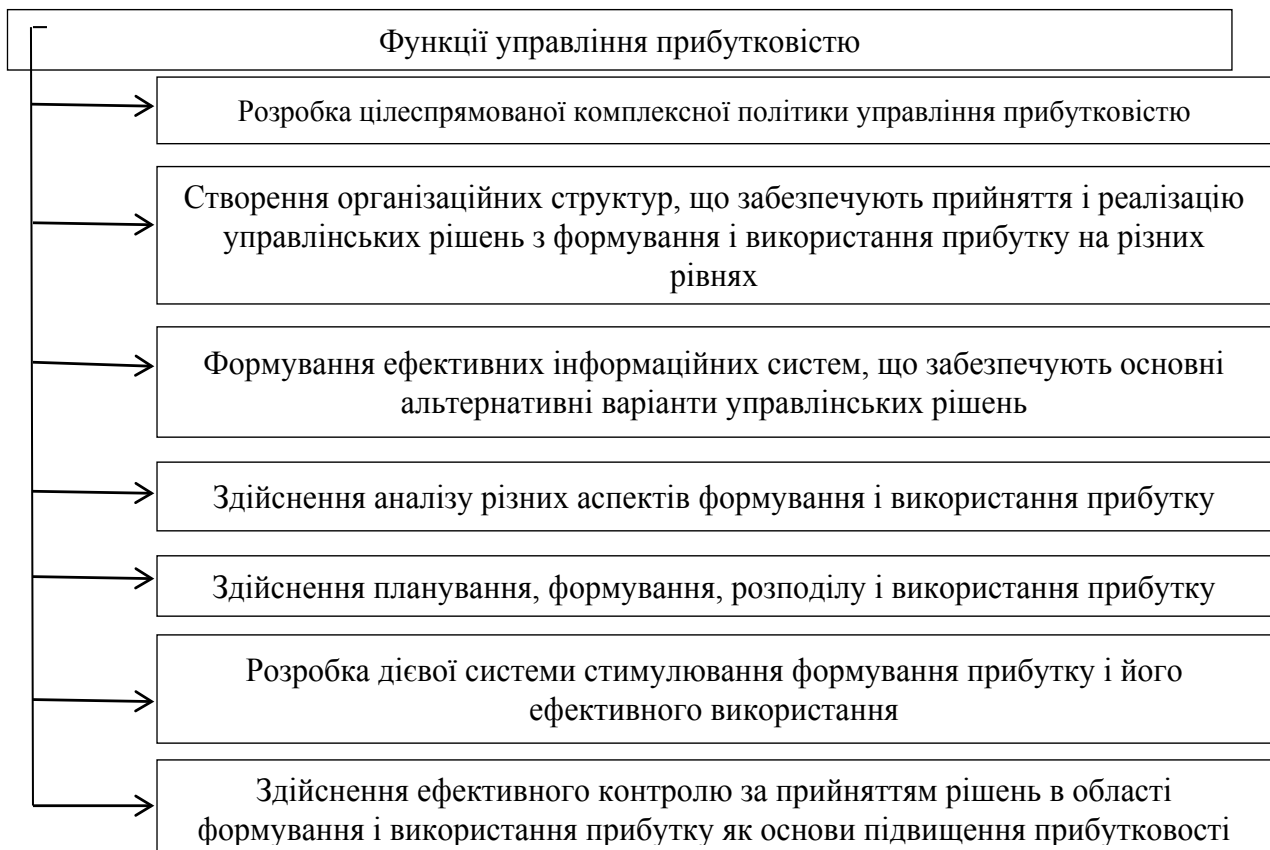 Функції управління прибутковістю
Розробка цілеспрямованої комплексної політики управління прибутковістю
Створення організаційних структур, що забезпечують прийняття і реалізацію
управлінських рішень з формування і використання прибутку на різних
рівнях
Формування ефективних інформаційних систем, що забезпечують основні
альтернативні варіанти управлінських рішень
Здійснення аналізу різних аспектів формування і використання прибутку
Здійснення планування, формування, розподілу і використання прибутку
Розробка дієвої системи стимулювання формування прибутку і його
ефективного використання
Здійснення ефективного контролю за прийняттям рішень в області
формування і використання прибутку як основи підвищення прибутковості